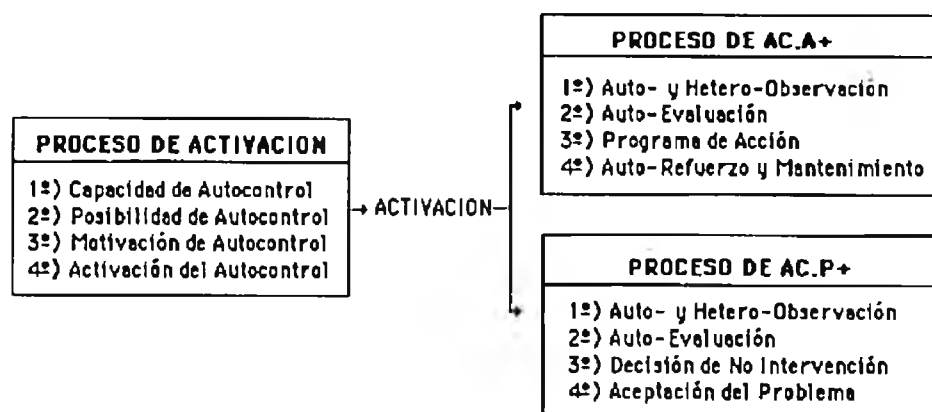 PROCESO DE ACTIVACION
1º) Capacidad de Autocontrol
2º) Posibilidad de Autocontrol
3º) Motivación de Autocontrol
4º) Activación del Autocontrol
ACTIVACION
PROCESO DE AC.A+
1º) Auto- y Hetero-Observación
2º) Auto-Evaluación
3º) Programa de Acción
4º) Auto-Refuerzo y Mantenimiento
PROCESO DE AC.P+
1º) Auto- y Hetero-Observación
2º) Auto-Evaluación
3º) Decisión de No Intervención
4º) Aceptación del Problema